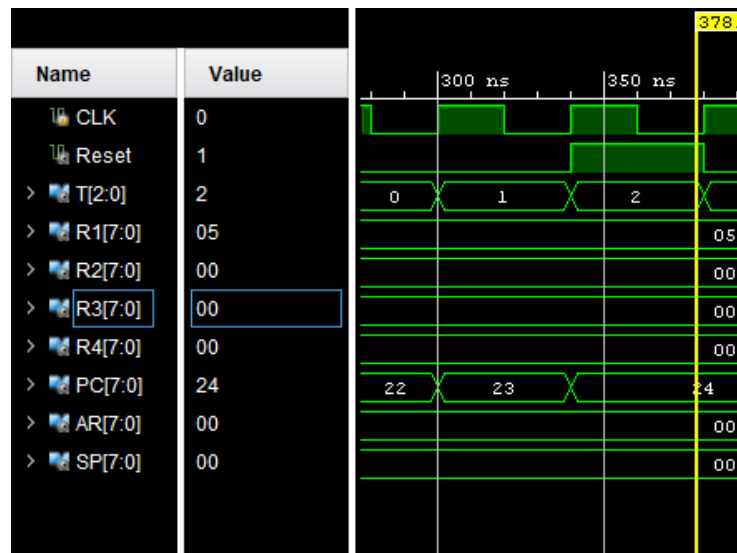 378.
Name Value
300 ns 350 ns
CLK 0
Reset 1
T[2:0] 2 0 1 2
R1[7:0] 05 05
R2[7:0] 00 00
R3[7:0] 00 00
R4[7:0] 00 00
PC[7:0] 24 22 23 24
AR[7:0] 00 00
SP[7:0] 00 00